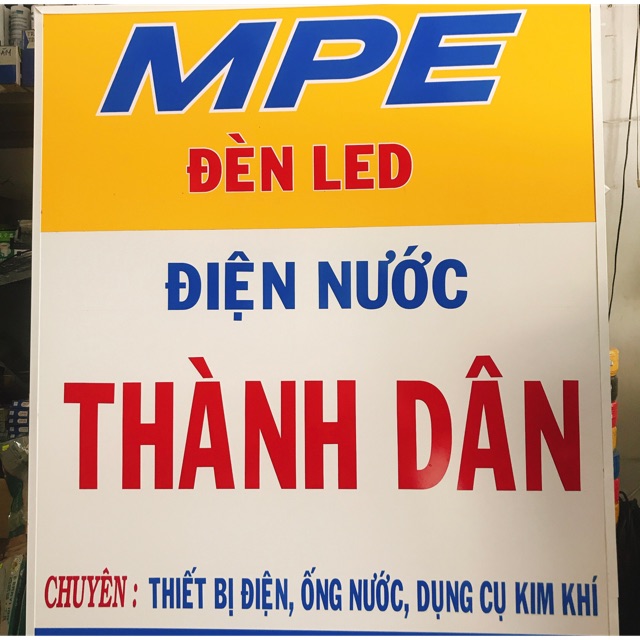 MPE
ĐÈN LED
ĐIỆN NƯỚC
THÀNH DÂN
CHUYÊN : THIẾT BỊ ĐIỆN, ỐNG NƯỚC, DỤNG CỤ KIM KHÍ